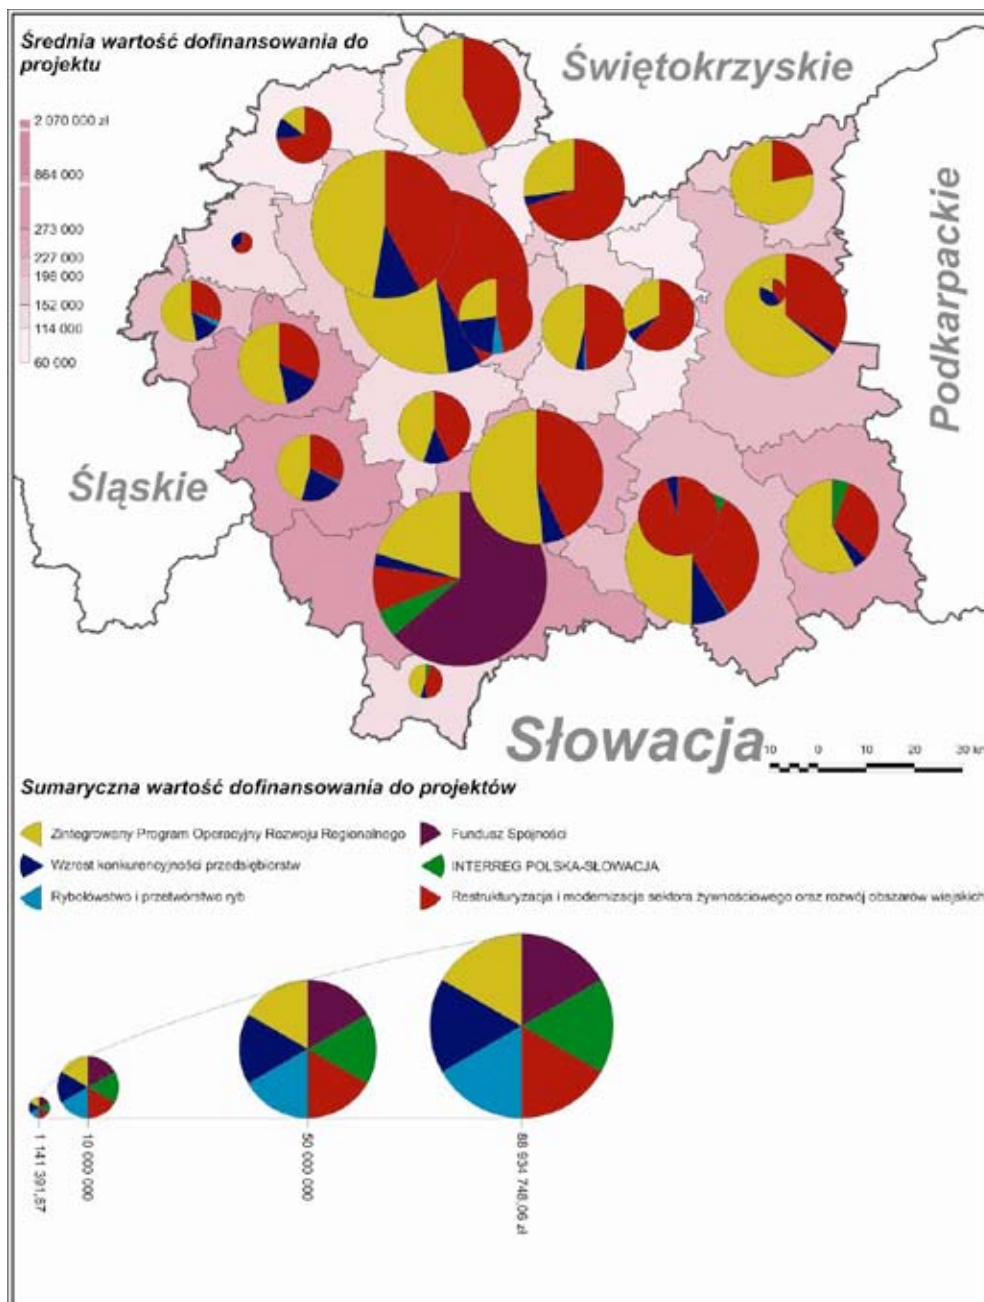 Średnia wartość dofinansowania do
projektu
Świętokrzyskie
2 070 000 zł
864 000
273 000
227 000
198 000
152 000
114 000
60 000
Podkarpackie
Śląskie
Słowacja
10 0 10 20 30 km
Sumaryczna wartość dofinansowania do projektów
Zintegrowany Program Operacyjny Rozwoju Regionalnego
Fundusz Spójności
Wzrost konkurencyjności przedsiębiorstw
INTERREG POLSKA-SŁOWACJA
Rybołówstwo i przetwórstwo ryb
Restrukturyzacja i modernizacja sektora żywnościowego oraz rozwój obszarów wiejskich
1 141 391,87
10 000 000
50 000 000
88 934 748,06 zł